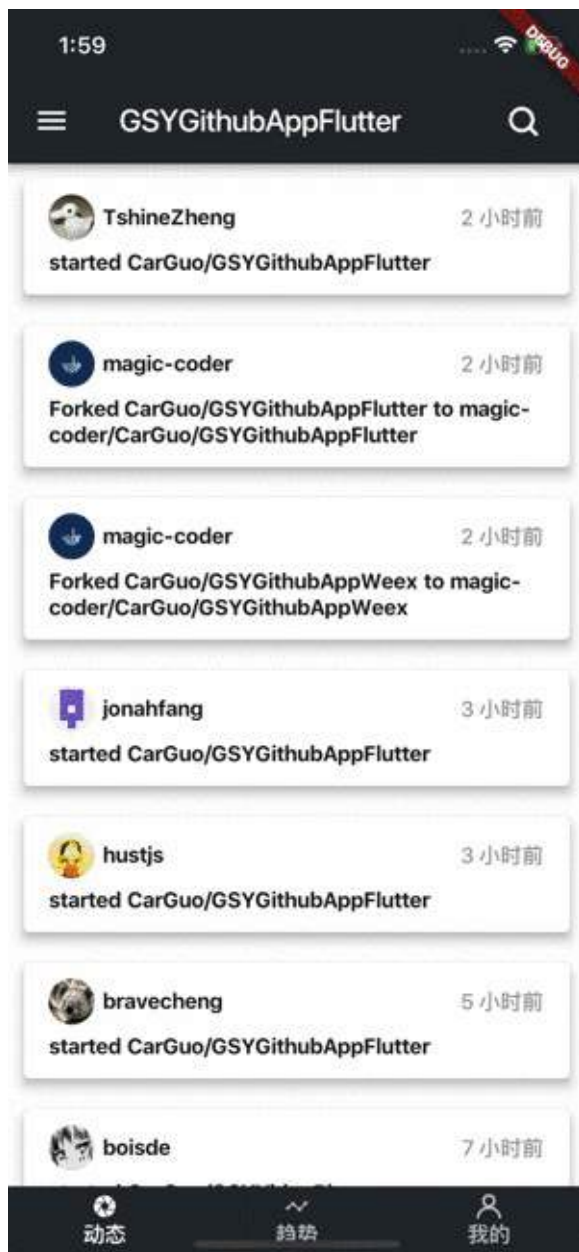 1:59
DEBUG
GSYGithubAppFlutter
TshineZheng
2 小时前
started CarGuo/GSYGithubAppFlutter
magic-coder
2 小时前
Forked CarGuo/GSYGithubAppFlutter to magic-
coder/CarGuo/GSYGithubAppFlutter
magic-coder
2 小时前
Forked CarGuo/GSYGithubAppWeex to magic-
coder/CarGuo/GSYGithubAppWeex
jonahfang
3 小时前
started CarGuo/GSYGithubAppFlutter
hustjs
3 小时前
started CarGuo/GSYGithubAppFlutter
bravecheng
5 小时前
started CarGuo/GSYGithubAppFlutter
boisde
7 小时前
动态
趋势
我的